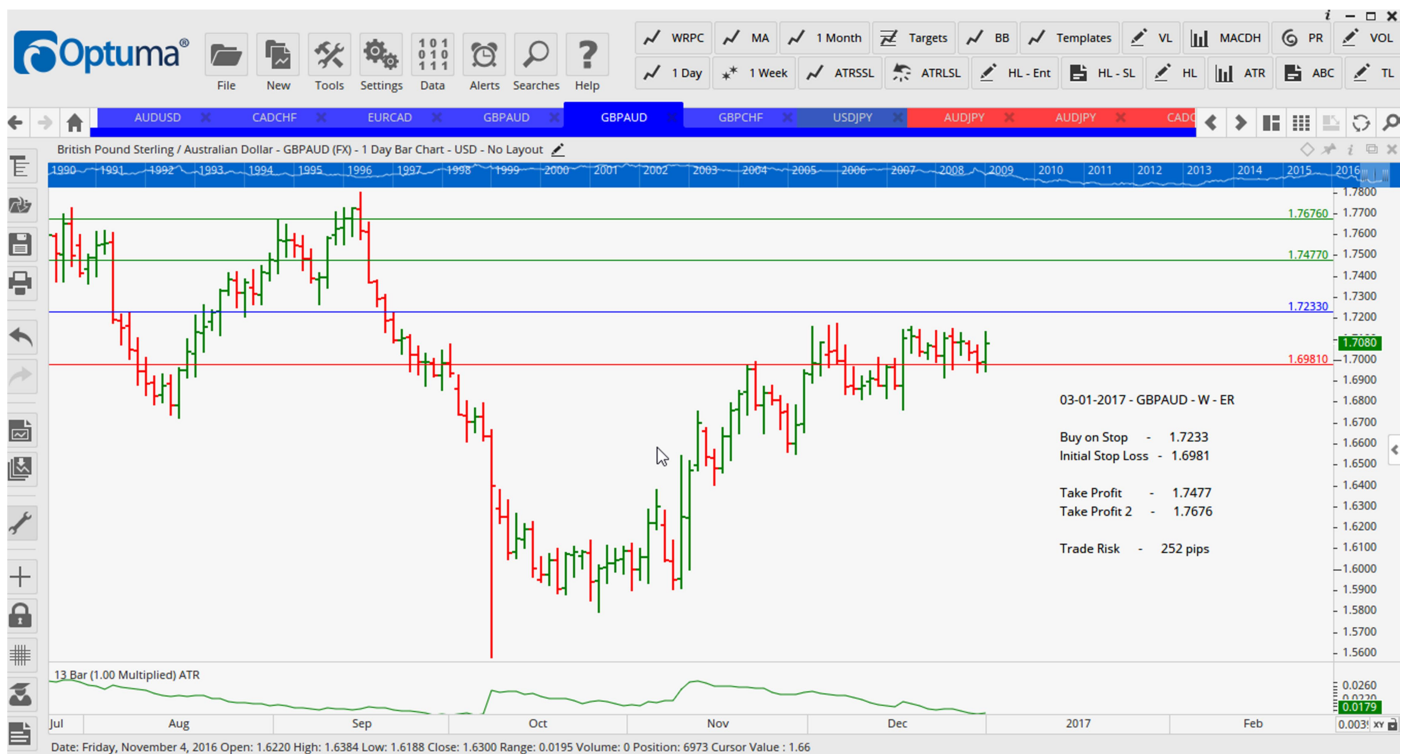 Optuma®
File
New
Tools
Settings
101
010
111
Data
Alerts
Searches
?
Help
WRPC
MA
1 Month
Targets
BB
Templates
VL
MACDH
PR
VOL
1 Day
1 Week
ATRSSL
ATRLSL
HL - Ent
HL - SL
HL
ATR
ABC
TL
AUDUSD
CADCHF
EURCAD
GBPAUD
GBPAUD
GBPCHF
USDJPY
AUDJPY
AUDJPY
British Pound Sterling / Australian Dollar - GBPAUD (FX) - 1 Day Bar Chart - USD - No Layout
1990 1991 1992 1993 1994 1995 1996 1997 1998 1999 2000 2001 2002 2003 2004 2005 2006 2007 2008 2009 2010 2011 2012 2013 2014 2015 2016
1.7800
1.76760
1.7700
1.7600
1.74770
1.7500
1.7400
1.7300
1.72330
1.7200
1.7080
1.69810
1.7000
1.6900
1.6800
1.6700
1.6600
1.6500
1.6400
1.6300
1.6200
1.6100
1.6000
1.5900
1.5800
1.5700
1.5600
03-01-2017 - GBPAUD - W - ER
Buy on Stop - 1.7233
Initial Stop Loss - 1.6981
Take Profit - 1.7477
Take Profit 2 - 1.7676
Trade Risk - 252 pips
13 Bar (1.00 Multiplied) ATR
0.0260
0.0179
Jul Aug Sep Oct Nov Dec 2017 Feb
XY
Date: Friday, November 4, 2016 Open: 1.6220 High: 1.6384 Low: 1.6188 Close: 1.6300 Range: 0.0195 Volume: 0 Position: 6973 Cursor Value : 1.66